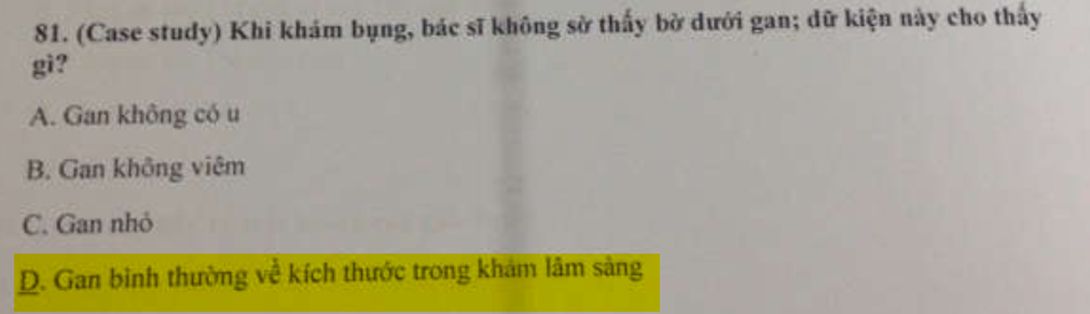 81. (Case study) Khi khám bụng, bác sĩ không sờ thấy bờ dưới gan; dữ kiện này cho thấy
gì?
A. Gan không có u
B. Gan không viêm
C. Gan nhỏ
D. Gan bình thường về kích thước trong khám lâm sàng